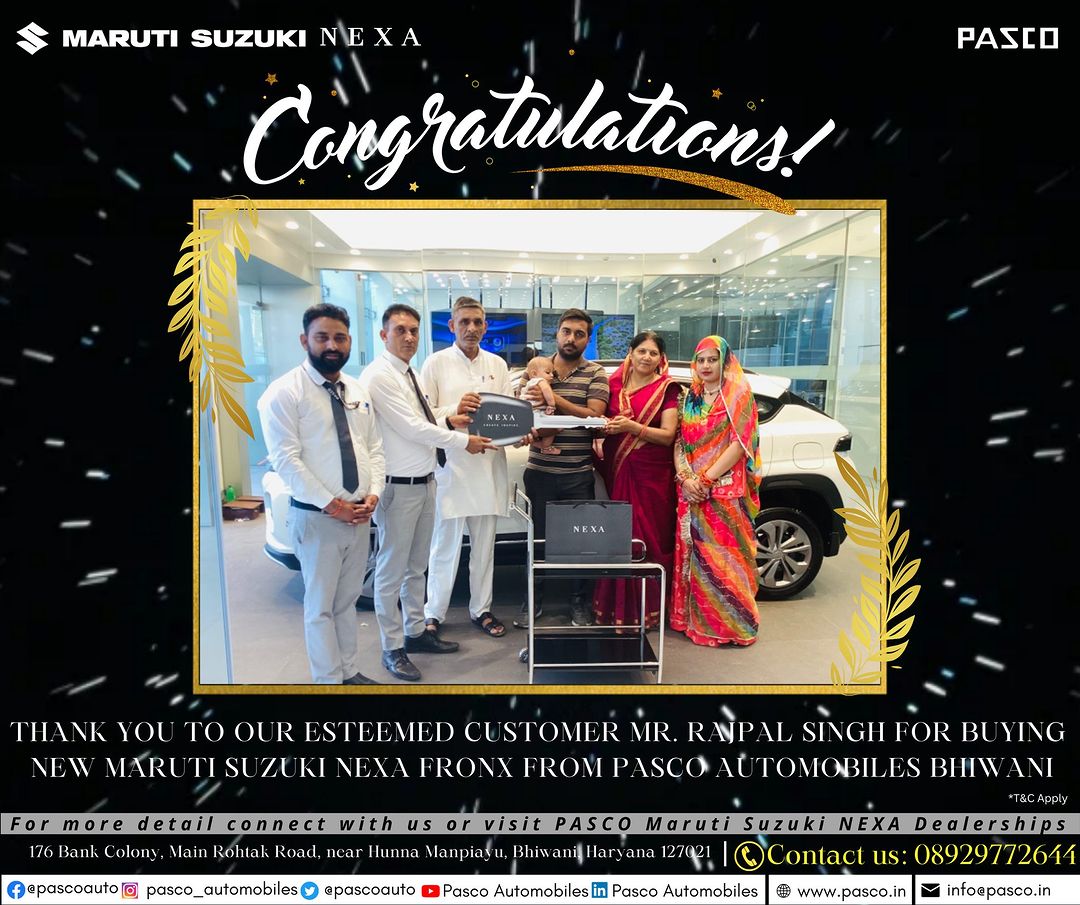 MARUTI SUZUKI NEXA
PASCO
Congratulations!
NEXA
CREATE. INSPIRE.
NEXA
THANK YOU TO OUR ESTEEMED CUSTOMER MR. RAJPAL SINGH FOR BUYING
NEW MARUTI SUZUKI NEXA FRONX FROM PASCO AUTOMOBILES BHIWANI
*T&C Apply
For more detail connect with us or visit PASCO Maruti Suzuki NEXA Dealerships
176 Bank Colony, Main Rohtak Road, near Hunna Manpiayu, Bhiwani, Haryana 127021 | Contact us: 08929772644
@pascoauto pasco_automobiles @pascoauto Pasco Automobiles Pasco Automobiles www.pasco.in info@pasco.in